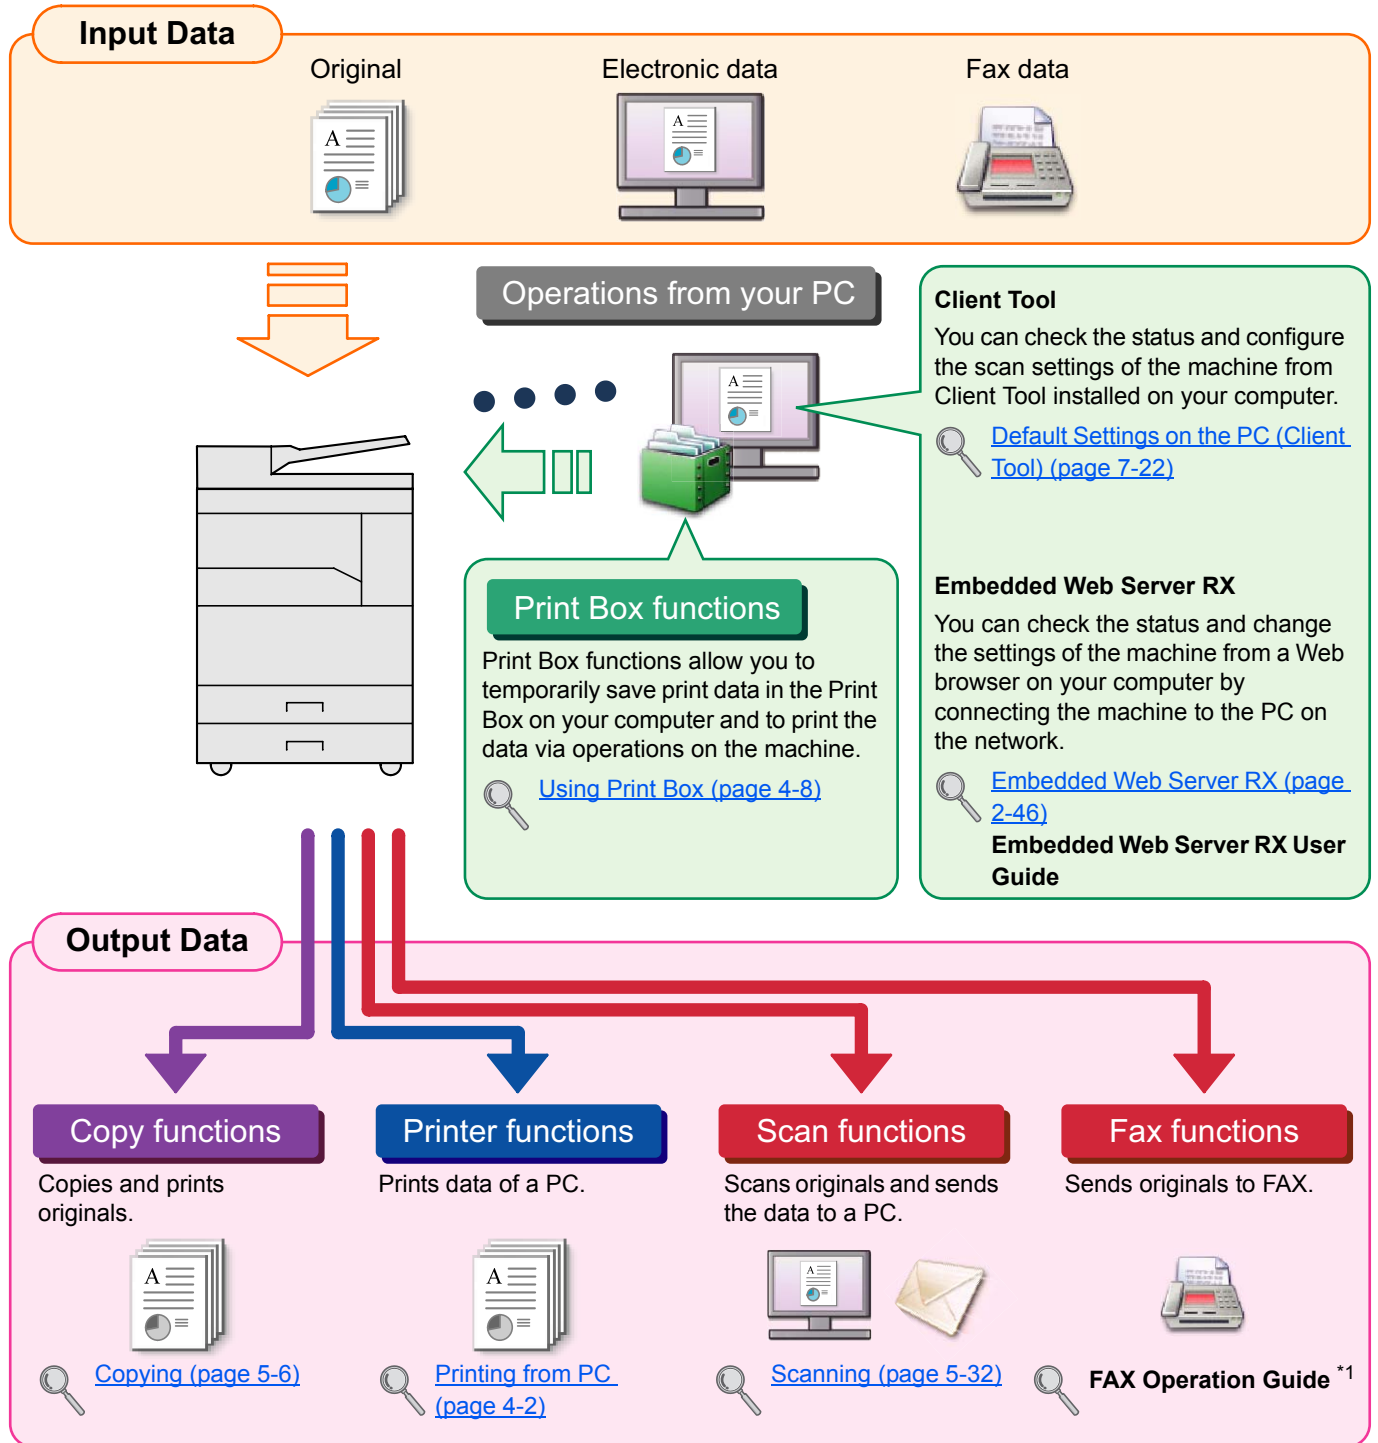 Input Data
Original
Electronic data
Fax data
Operations from your PC
Client Tool
You can check the status and configure
the scan settings of the machine from
Client Tool installed on your computer.
Default Settings on the PC (Client
Tool) (page 7-22)
Embedded Web Server RX
You can check the status and change
the settings of the machine from a Web
browser on your computer by
connecting the machine to the PC on
the network.
Embedded Web Server RX (page
2-46)
Embedded Web Server RX User
Guide
Print Box functions
Print Box functions allow you to
temporarily save print data in the Print
Box on your computer and to print the
data via operations on the machine.
Using Print Box (page 4-8)
Output Data
Copy functions
Copies and prints
originals.
Copying (page 5-6)
Printer functions
Prints data of a PC.
Printing from PC
(page 4-2)
Scan functions
Scans originals and sends
the data to a PC.
Scanning (page 5-32)
Fax functions
Sends originals to FAX.
FAX Operation Guide *1
A
A
A
A
A
A